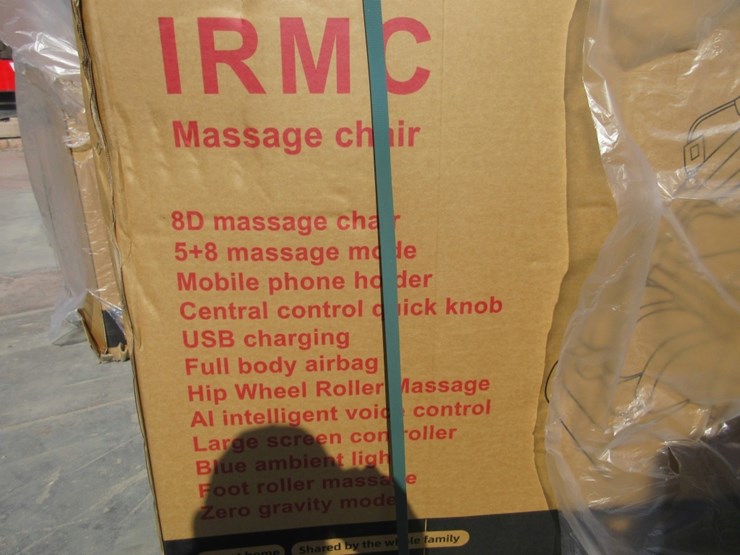 IRMC
Massage chair
8D massage chair
5+8 massage mode
Mobile phone holder
Central control quick knob
USB charging
Full body airbag
Hip Wheel Roller Massage
AI intelligent voice control
Large screen controller
Blue ambient light
Foot roller massage
Zero gravity mode
home
Shared by the whole family